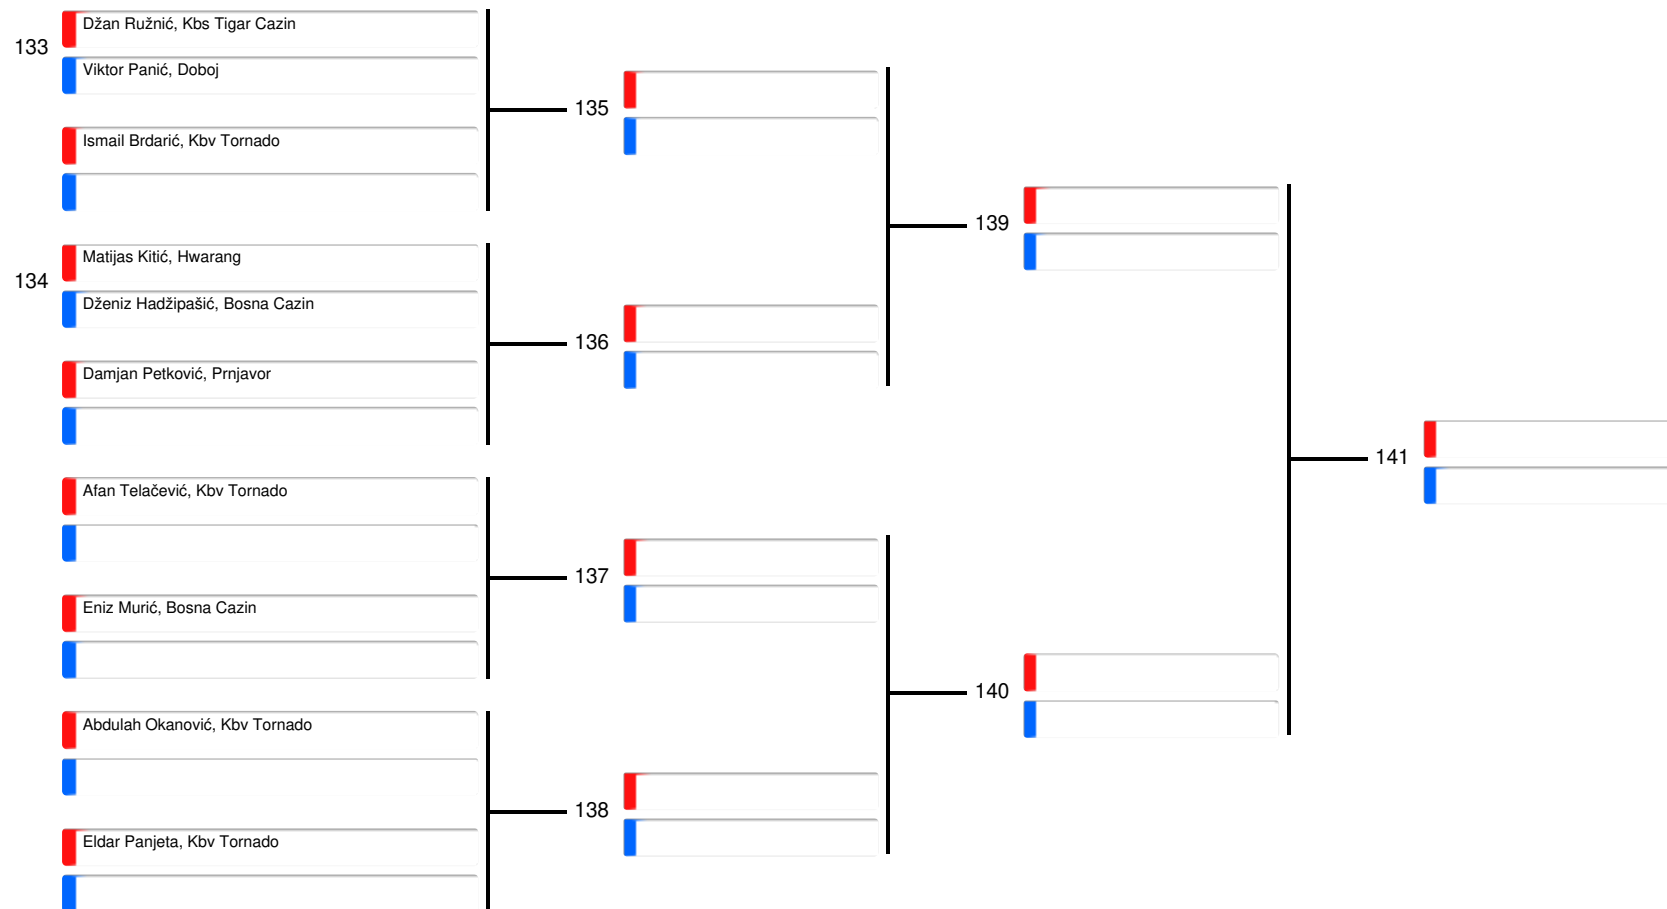 Džan Ružnić, Kbs Tigar Cazin
133
Viktor Panić, Doboj
135
Ismail Brdarić, Kbv Tornado
139
Matijas Kitić, Hwarang
134
Dženiz Hadžipašić, Bosna Cazin
136
Damjan Petković, Prnjavor
141
Afan Telačević, Kbv Tornado
137
Eniz Murić, Bosna Cazin
140
Abdulah Okanović, Kbv Tornado
138
Eldar Panjeta, Kbv Tornado